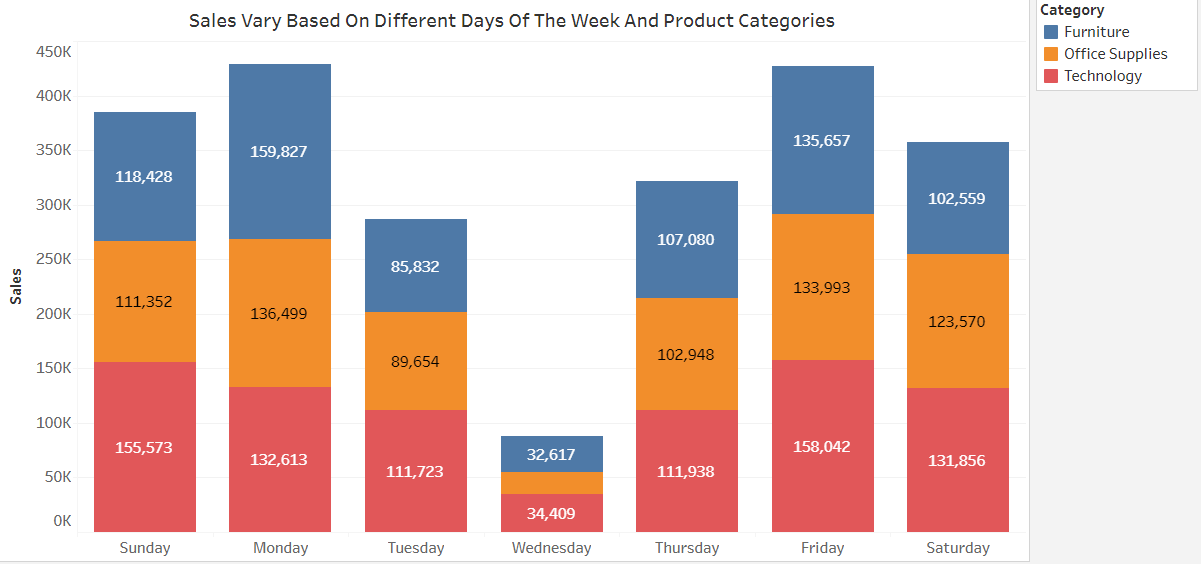 Sales Vary Based On Different Days Of The Week And Product Categories
Category
Furniture
Office Supplies
Technology
Sales
450K
400K
350K
300K
250K
200K
150K
100K
50K
0K
118,428
111,352
155,573
159,827
136,499
132,613
85,832
89,654
111,723
32,617
34,409
107,080
102,948
111,938
135,657
133,993
158,042
102,559
123,570
131,856
Sunday
Monday
Tuesday
Wednesday
Thursday
Friday
Saturday